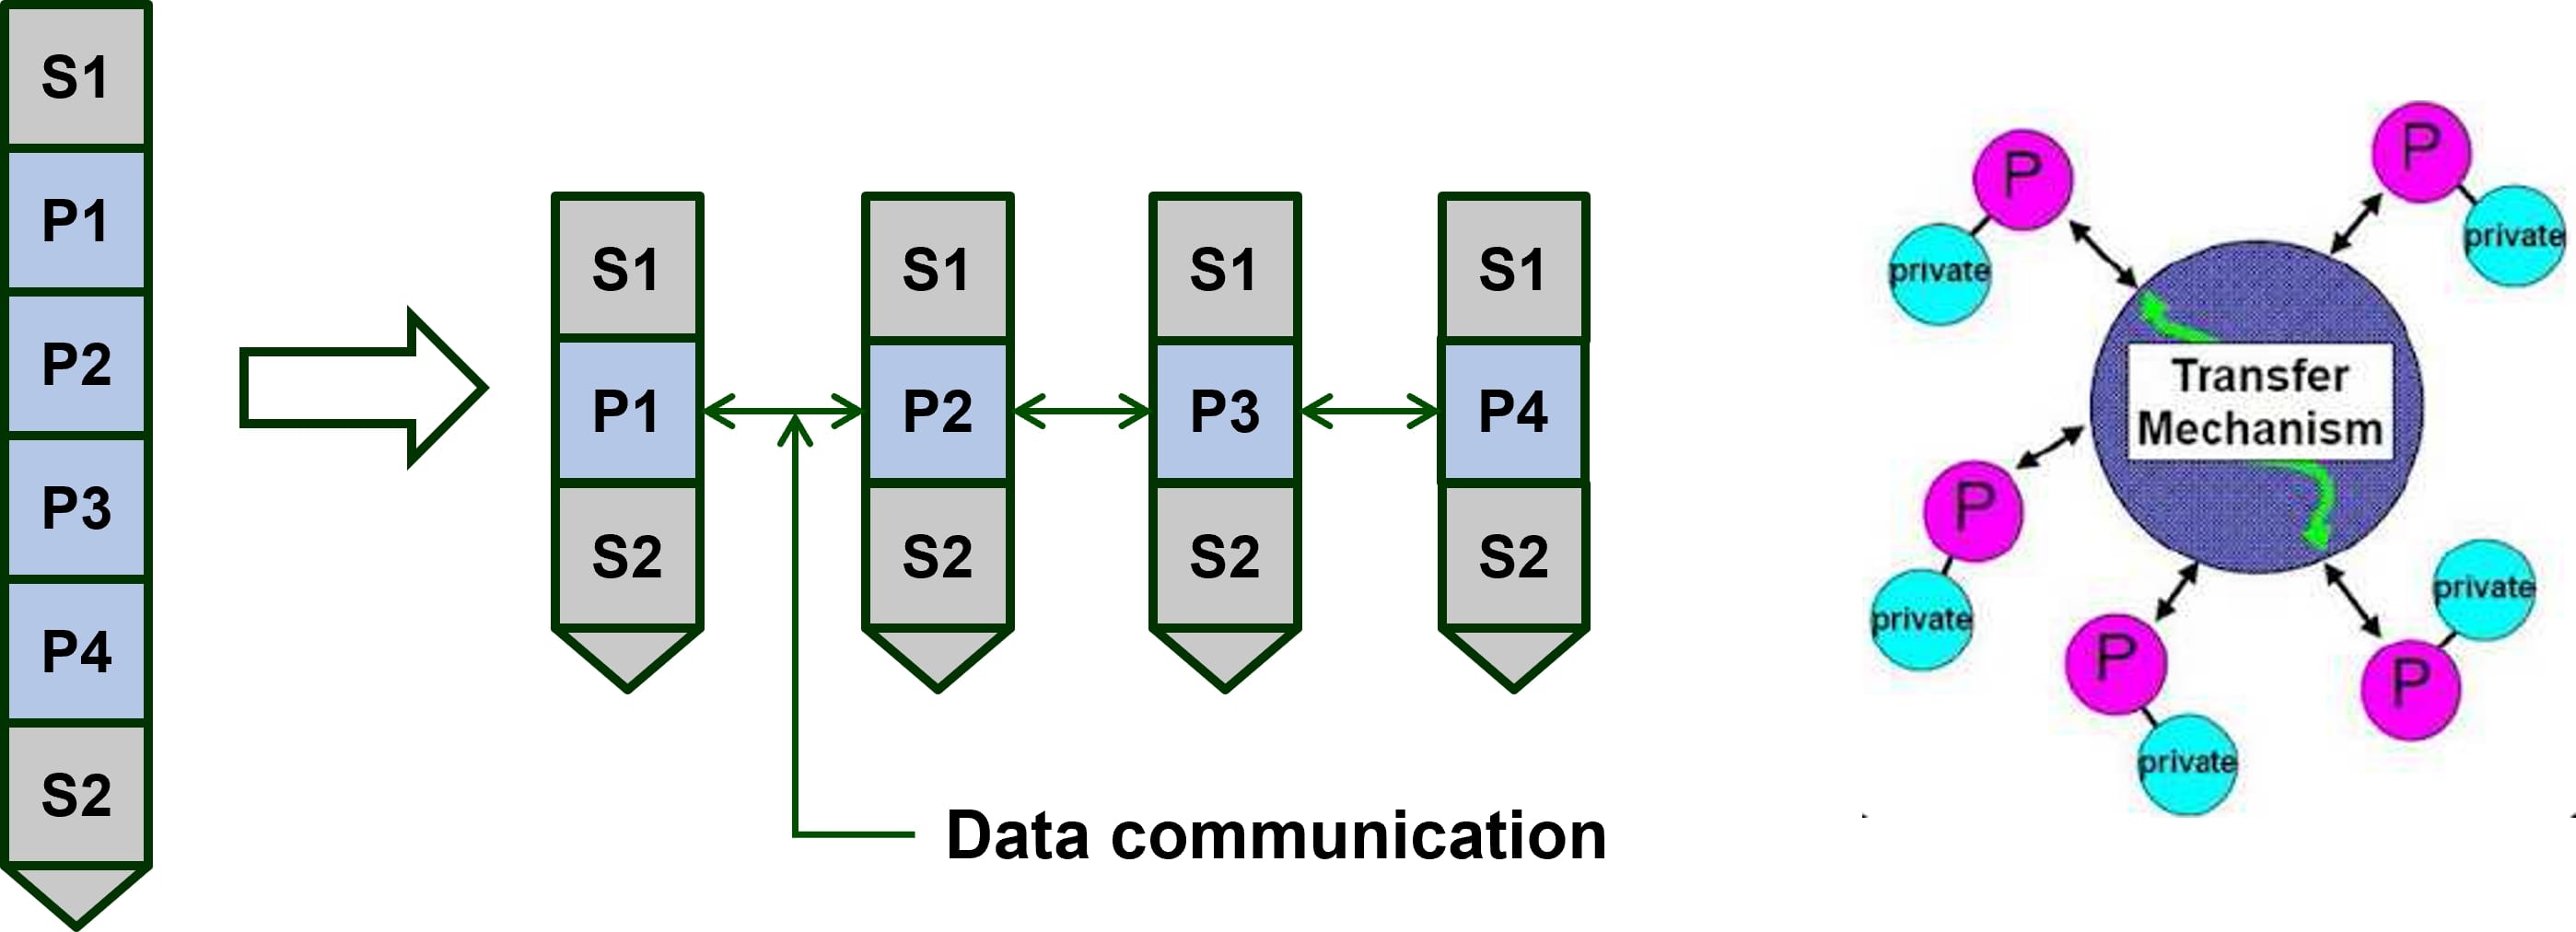 S1
P1
P2
P3
P4
S2
S1
P1
S2
S1
P2
S2
S1
P3
S2
S1
P4
S2
Data communication
P
private
P
private
Transfer
Mechanism
P
private
P
private
P
private